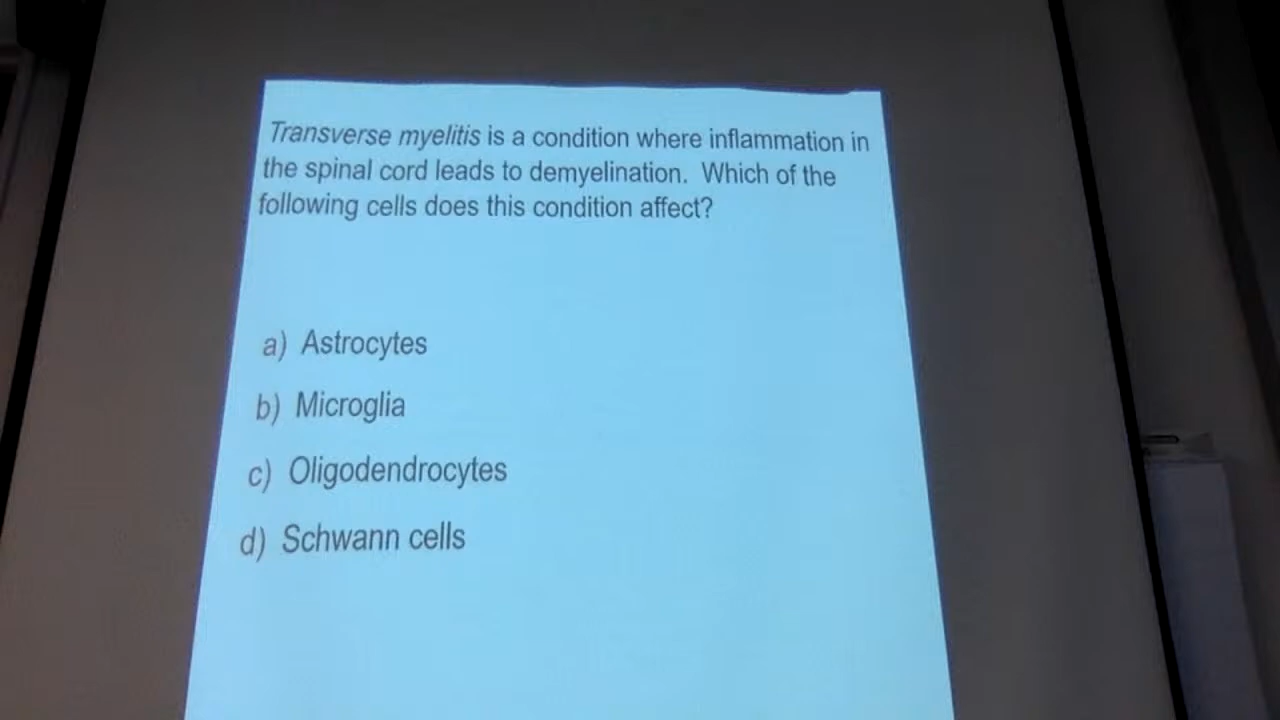 Transverse myelitis is a condition where inflammation in
the spinal cord leads to demyelination. Which of the
following cells does this condition affect?
a) Astrocytes
b) Microglia
c) Oligodendrocytes
d) Schwann cells